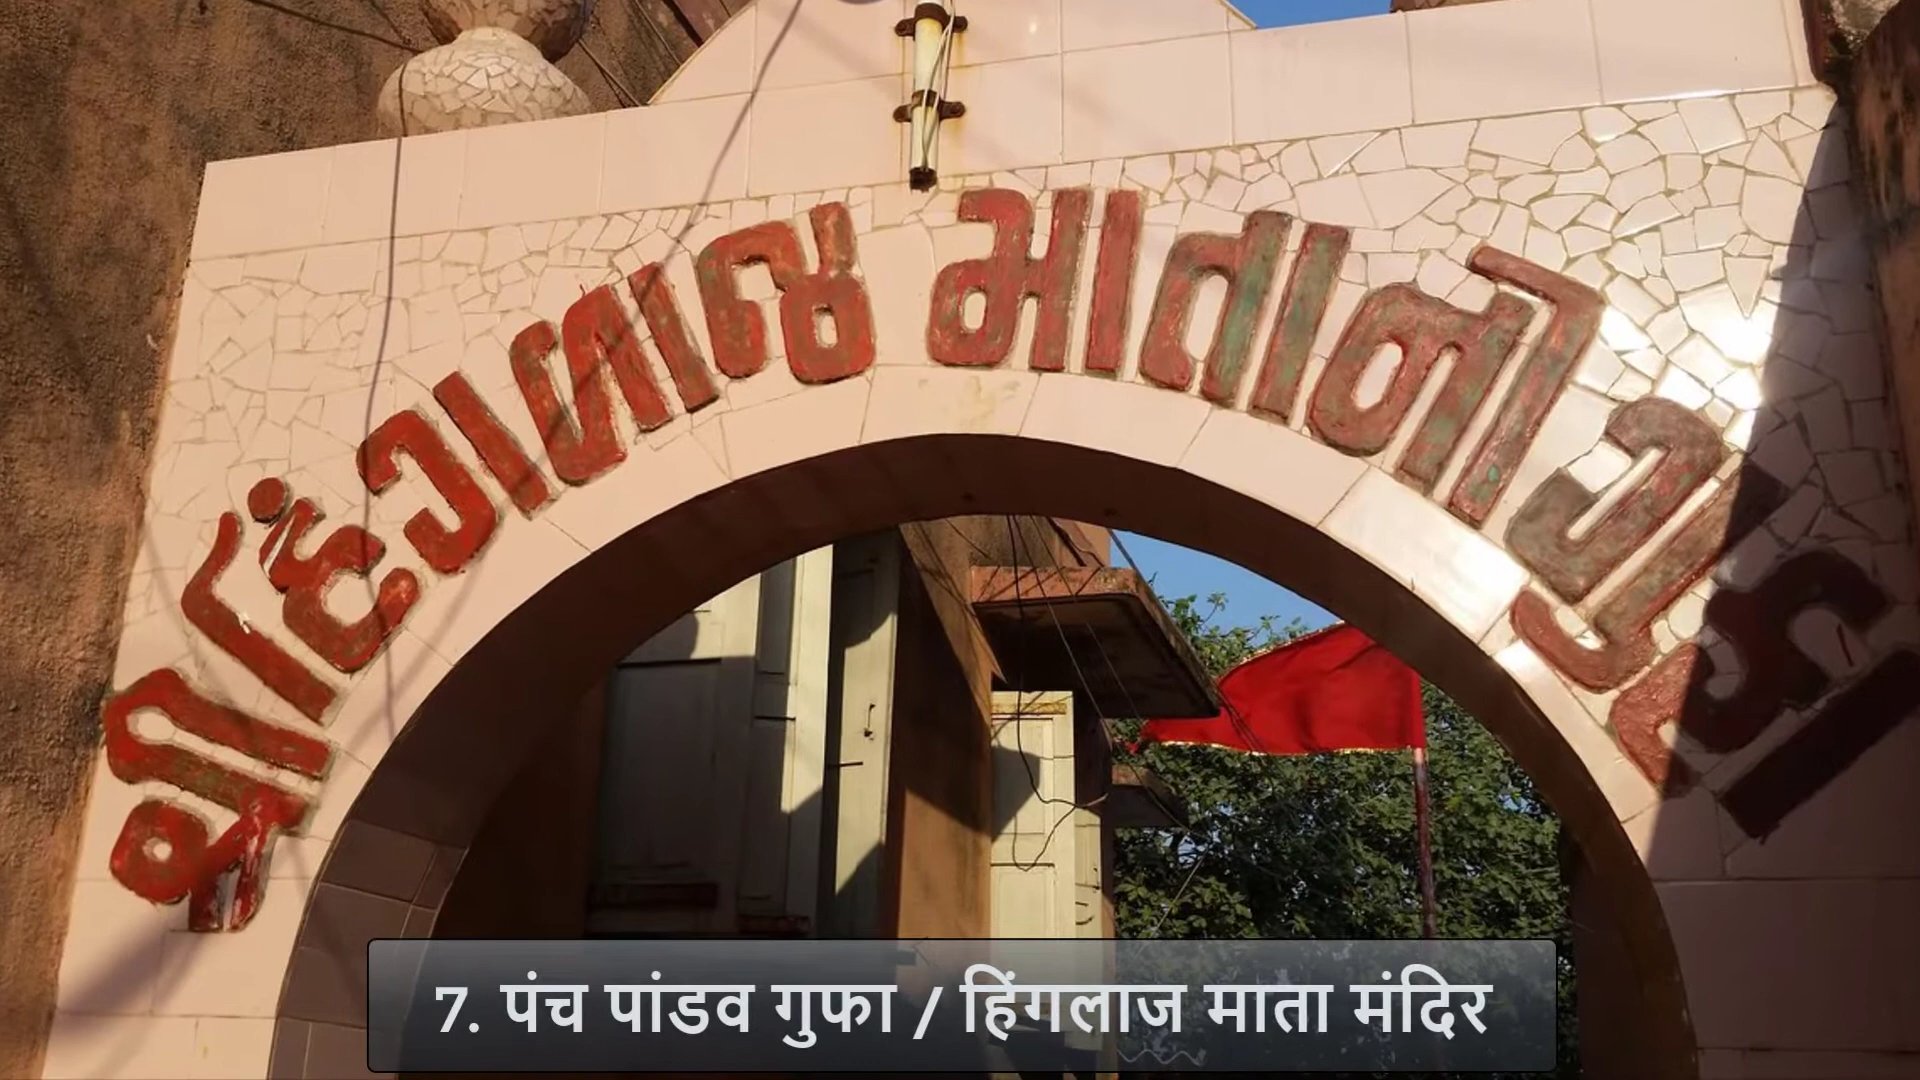 શ્રી હિંગળાજ માતાની ગુફા
7. पंच पांडव गुफा / हिंगलाज माता मंदिर